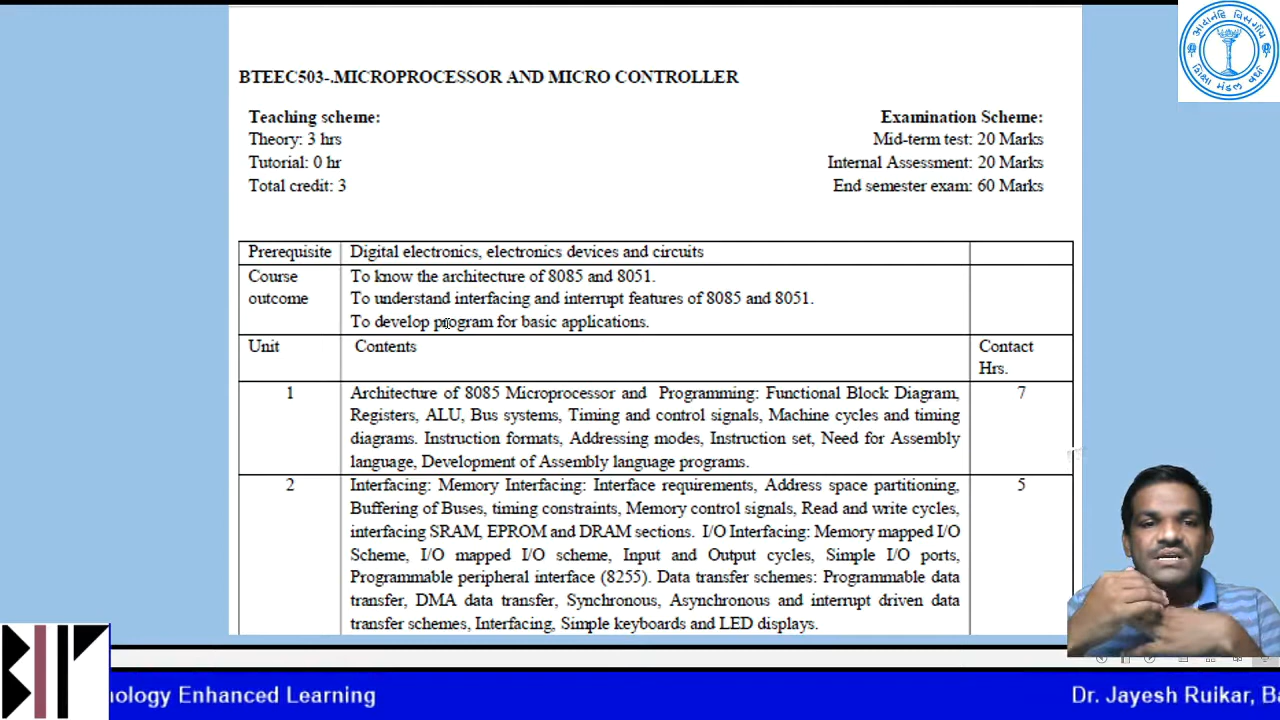 BTEEC503-.MICROPROCESSOR AND MICRO CONTROLLER
Teaching scheme:
Theory: 3 hrs
Tutorial: 0 hr
Total credit: 3
Examination Scheme:
Mid-term test: 20 Marks
Internal Assessment: 20 Marks
End semester exam: 60 Marks
Prerequisite Digital electronics, electronics devices and circuits
Course outcome
To know the architecture of 8085 and 8051.
To understand interfacing and interrupt features of 8085 and 8051.
To develop program for basic applications.
Unit Contents Contact Hrs.
1 Architecture of 8085 Microprocessor and Programming: Functional Block Diagram, 7
Registers, ALU, Bus systems, Timing and control signals, Machine cycles and timing
diagrams. Instruction formats, Addressing modes, Instruction set, Need for Assembly
language, Development of Assembly language programs.
2 Interfacing: Memory Interfacing: Interface requirements, Address space partitioning, 5
Buffering of Buses, timing constraints, Memory control signals, Read and write cycles,
interfacing SRAM, EPROM and DRAM sections. I/O Interfacing: Memory mapped I/O
Scheme, I/O mapped I/O scheme, Input and Output cycles, Simple I/O ports,
Programmable peripheral interface (8255). Data transfer schemes: Programmable data
transfer, DMA data transfer, Synchronous, Asynchronous and interrupt driven data
transfer schemes, Interfacing, Simple keyboards and LED displays.
nology Enhanced Learning
Dr. Jayesh Ruikar, Ba
શિક્ષા મંડલ વર્ધા